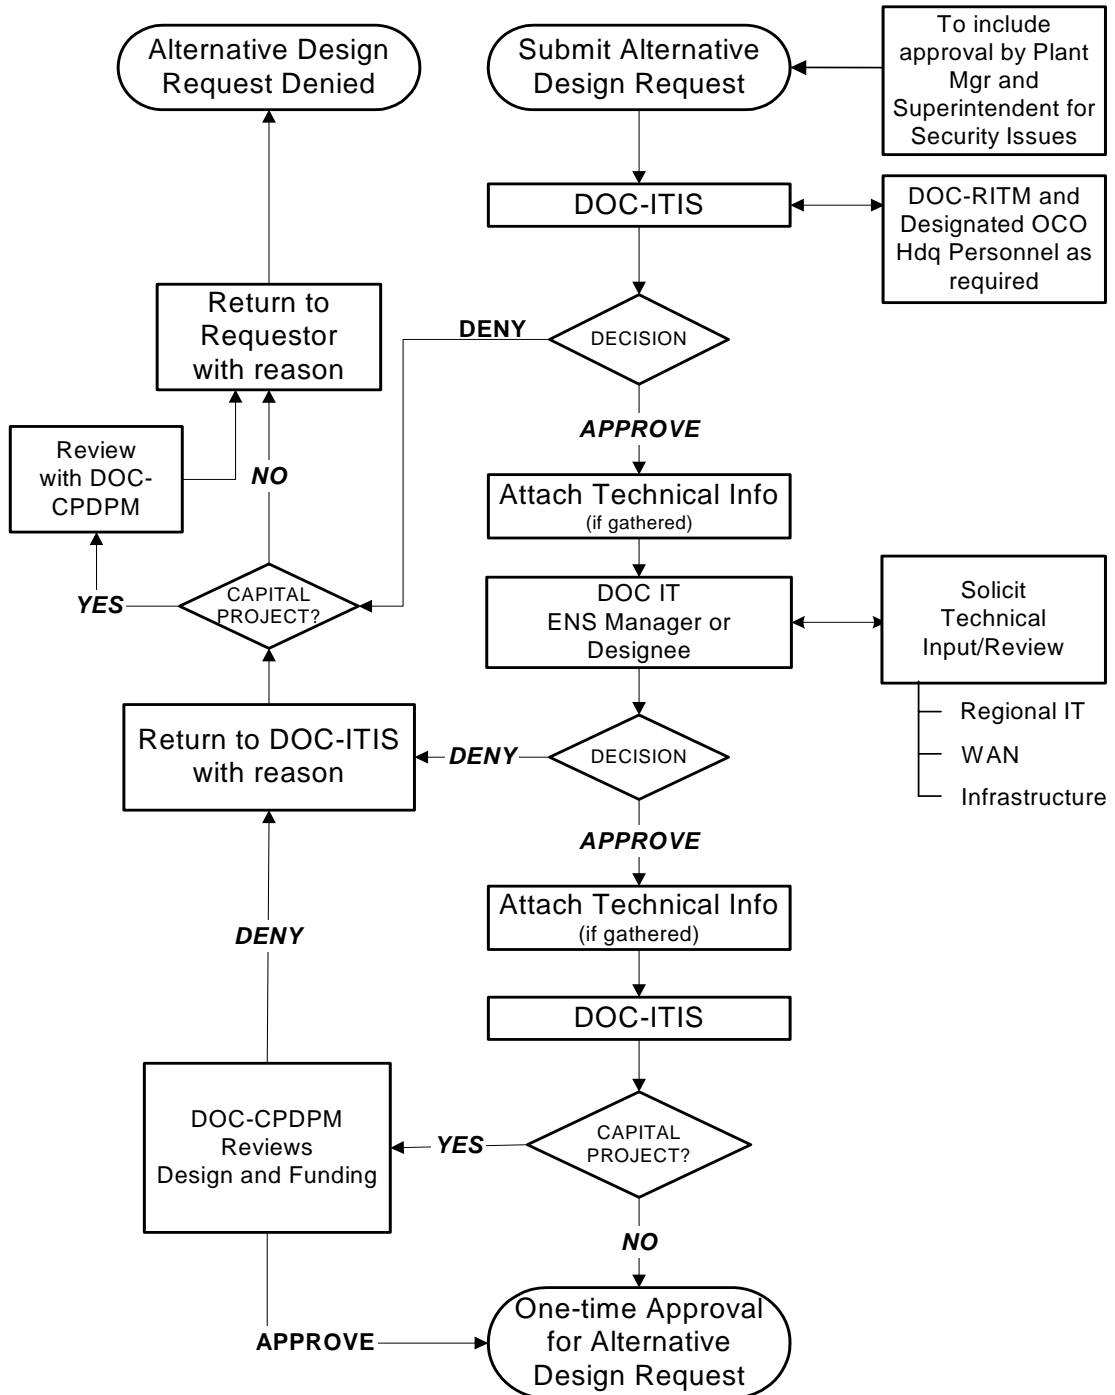 Alternative Design
Request Denied
Submit Alternative
Design Request
To include
approval by Plant
Mgr and
Superintendent for
Security Issues
DOC-ITIS
DOC-RITM and
Designated OCO
Hdq Personnel as
required
Return to
Requestor
with reason
DENY
DECISION
APPROVE
Review
with DOC-
CPDPM
NO
Attach Technical Info
(if gathered)
YES
CAPITAL
PROJECT?
DOC IT
ENS Manager or
Designee
Solicit
Technical
Input/Review
Regional IT
WAN
Infrastructure
Return to DOC-ITIS
with reason
DENY
DECISION
APPROVE
Attach Technical Info
(if gathered)
DENY
DOC-ITIS
DOC-CPDPM
Reviews
Design and Funding
YES
CAPITAL
PROJECT?
NO
APPROVE
One-time Approval
for Alternative
Design Request